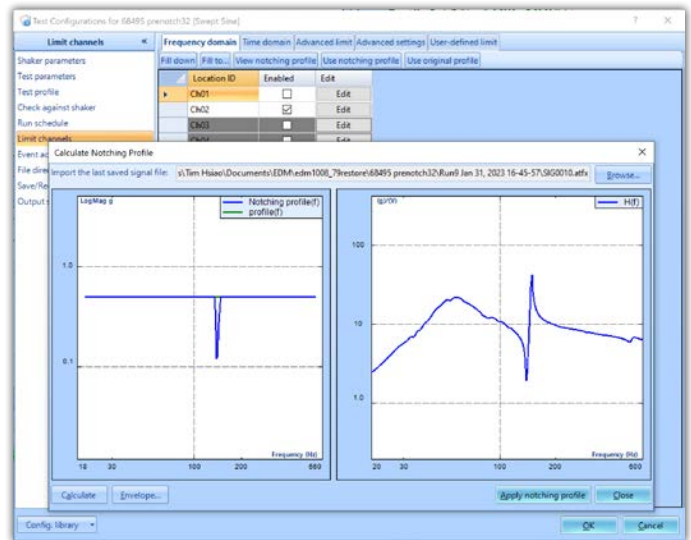 Test Configurations for 68495 prenotch32 [Swept Sine]
Limit channels «
Frequency domain Time domain Advanced limit Advanced settings User-defined limit
Shaker parameters
Fill down Fill to... View notching profile Use notching profile Use original profile
Test parameters
Location ID Enabled Edit
Test profile
Ch01 Edit
Check against shaker
Ch02 Edit
Run schedule
Ch03 Edit
Limit channels
Edit
Calculate Notching Profile
Event ac
File direc
Import the last saved signal file: s\Tim Hsiao\Documents\EDM\edm1008_79restore\68495 prenotch32\Run9 Jan 31, 2023 16-45-57\SIG0010.atfx Browse...
Save/Re
Output s
LogMag g
Notching profile(f)
profile(f)
1.0
0.1
Frequency (Hz)
10 30 100 200 600
H(f)
100
10
1.0
Frequency (Hz)
20 30 100 200 600
Calculate Envelope... Apply notching profile Close
Config. library OK Cancel